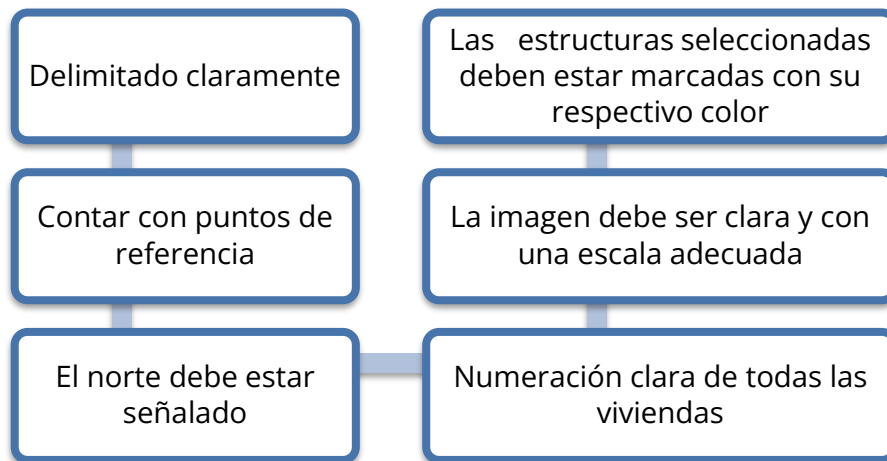 Delimitado claramente
Contar con puntos de
referencia
El norte debe estar
señalado
Numeración clara de todas las
viviendas
La imagen debe ser clara y con
una escala adecuada
Las estructuras seleccionadas
deben estar marcadas con su
respectivo color